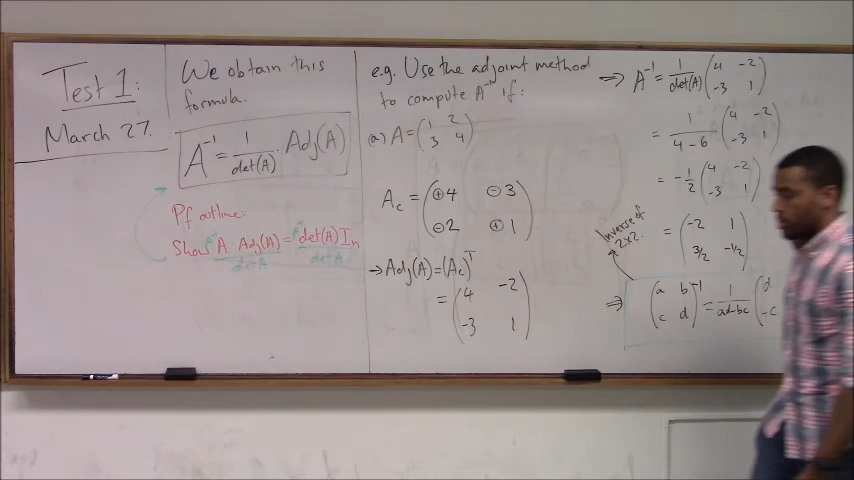 Test 1:
March 27.
We obtain this
formula.
A⁻¹ = 1/det(A) · Adj(A)
Pf outline:
Show A⁻¹ A Adj(A) = A⁻¹ det(A) Iₙ
det A det A
e.g. Use the adjoint method
to compute A⁻¹ if:
(a) A = (1 2
3 4)
A_c = (⊕4 ⊖3
⊖2 ⊕1)
→ Adj(A) = (A_c)ᵀ
= (4 -2
-3 1)
⇒ A⁻¹ = 1/det(A) (4 -2
-3 1)
= 1/(4-6) (4 -2
-3 1)
= -1/2 (4 -2
-3 1)
= (-2 1
3/2 -1/2)
Inverse of
2x2.
⇒ (a b
c d)⁻¹ = 1/(ad-bc) (d
-c